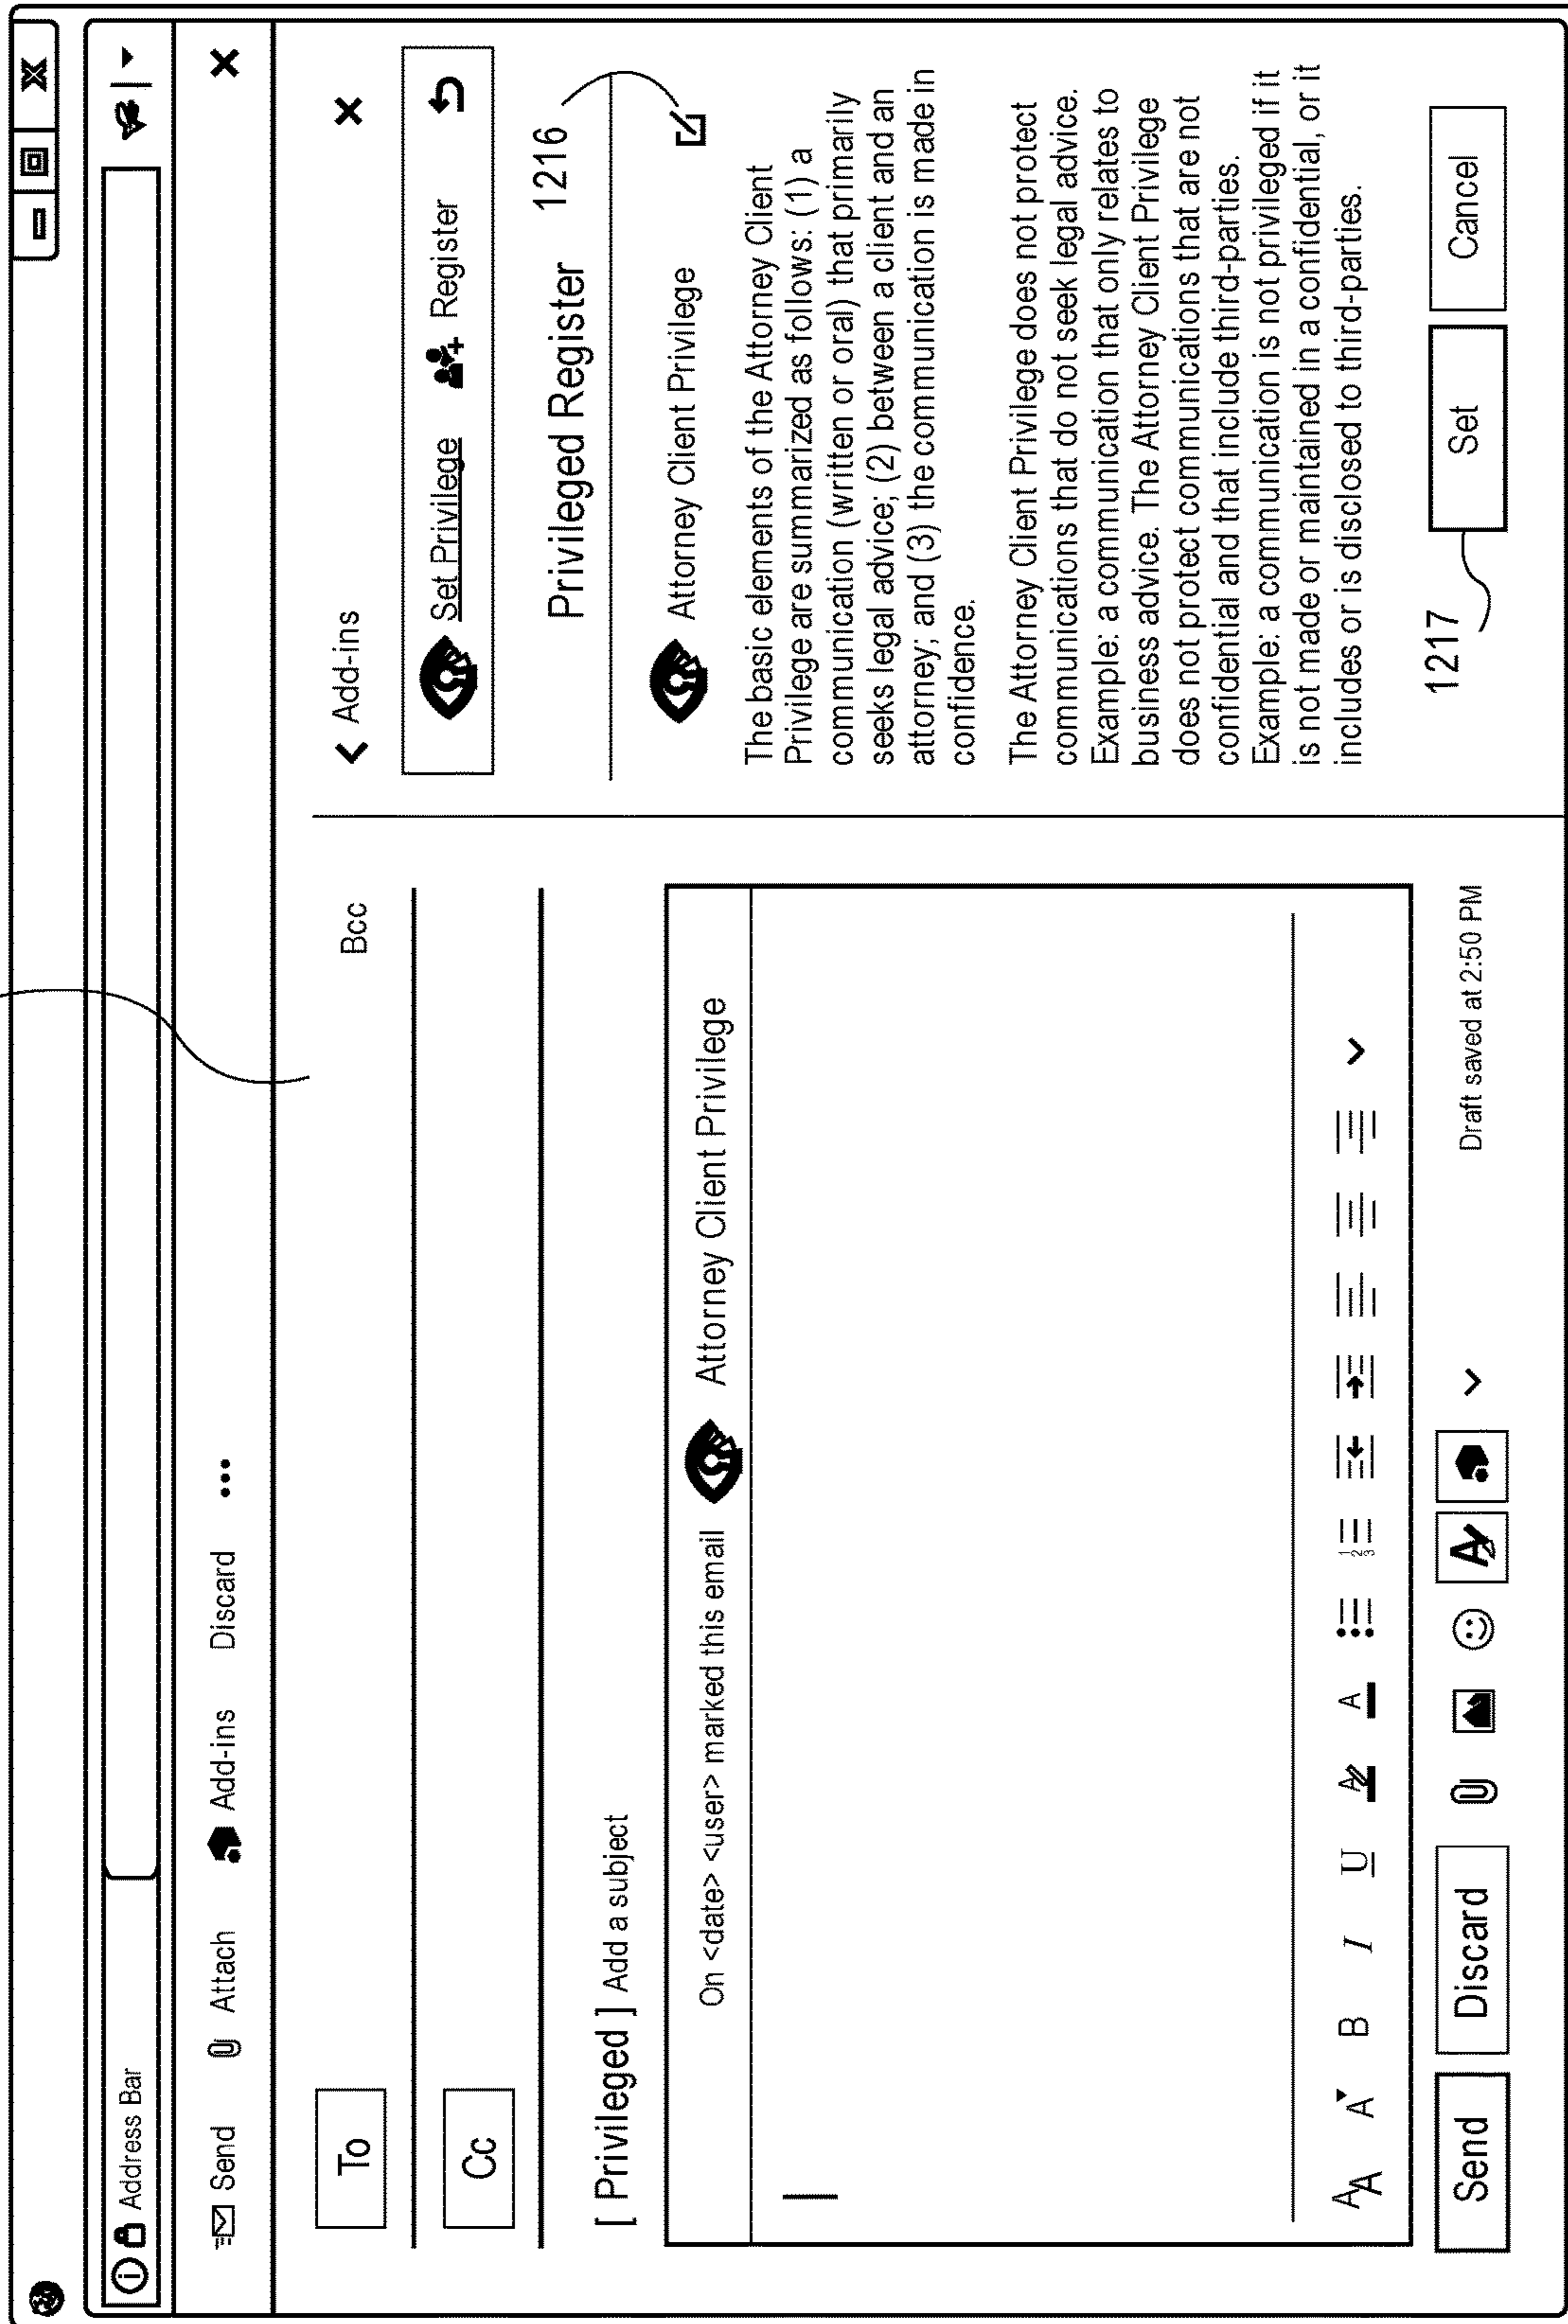 Address Bar
Send Attach Add-ins Discard
To
Bcc
Cc
[ Privileged ] Add a subject
On <date> <user> marked this email Attorney Client Privilege
AA A B I U A A
1
2
3
Send Discard
Draft saved at 2:50 PM
Add-ins
Set Privilege Register
Privileged Register
1216
Attorney Client Privilege
The basic elements of the Attorney Client
Privilege are summarized as follows: (1) a
communication (written or oral) that primarily
seeks legal advice; (2) between a client and an
attorney; and (3) the communication is made in
confidence.
The Attorney Client Privilege does not protect
communications that do not seek legal advice.
Example: a communication that only relates to
business advice. The Attorney Client Privilege
does not protect communications that are not
confidential and that include third-parties.
Example: a communication is not privileged if it
is not made or maintained in a confidential, or it
includes or is disclosed to third-parties.
1217
Set Cancel